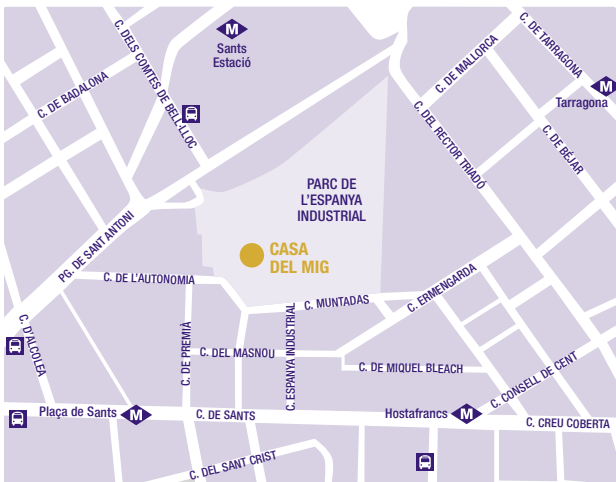 C. DELS COMTES DE BELL-LLOC
M
Sants
Estació
C. DE MALLORCA
C. DE TARRAGONA
C. DE BADALONA
M
Tarragona
C. DEL RECTOR TRIADÓ
C. DE BÉJAR
PARC DE
L'ESPANYA
INDUSTRIAL
PG. DE SANT ANTONI
CASA
DEL MIG
C. DE L'AUTONOMIA
C. MUNTADAS
C. ERMENGARDA
C. D'ALCOLEA
C. DE PREMIÀ
C. DEL MASNOU
C. ESPANYA INDUSTRIAL
C. DE MIQUEL BLEACH
C. CONSELL DE CENT
Plaça de Sants
M
C. DE SANTS
Hostafrancs
M
C. CREU COBERTA
C. DEL SANT CRIST